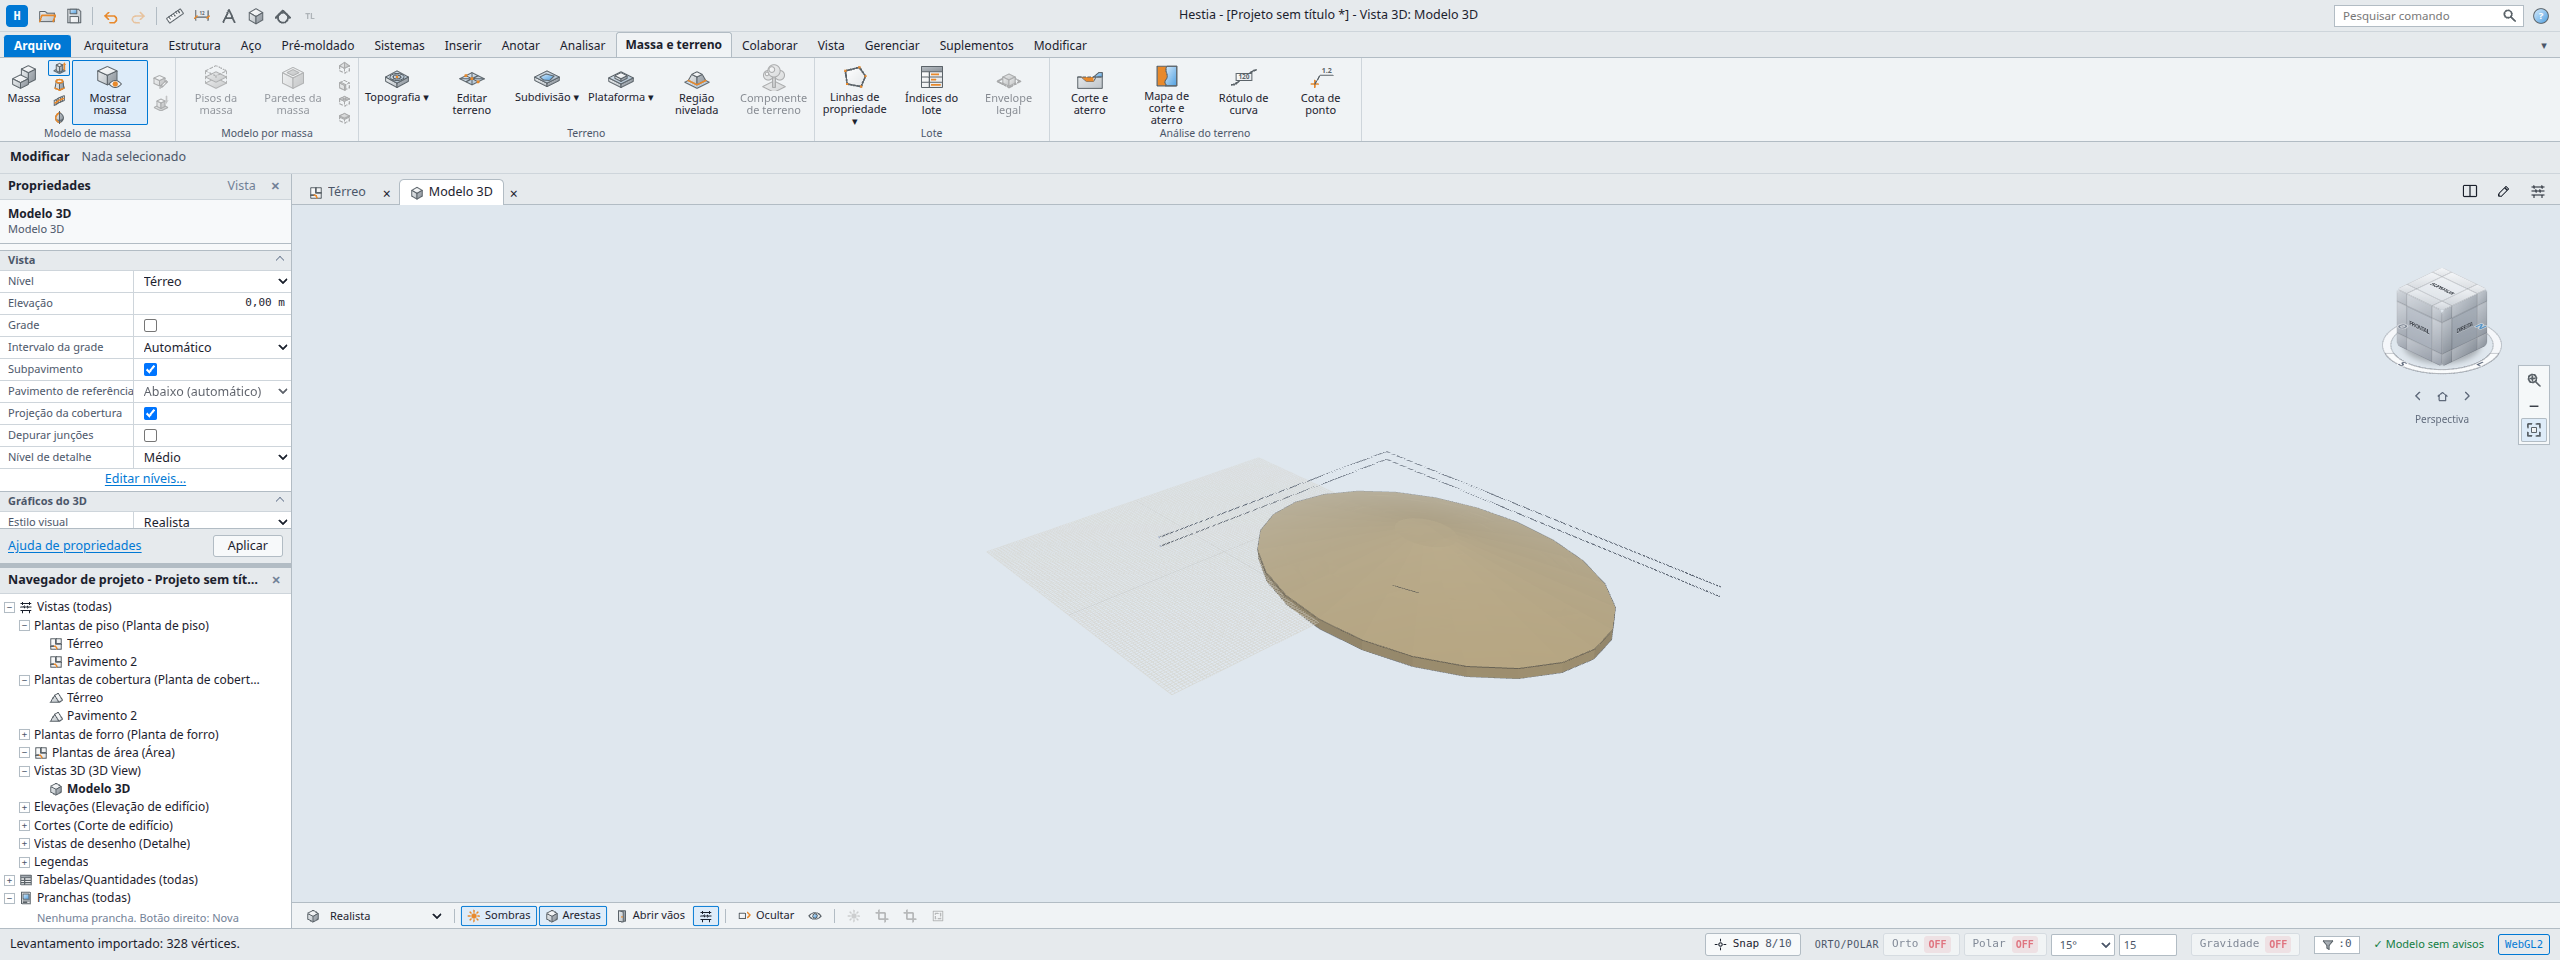 H
TL
Hestia - [Projeto sem título *] - Vista 3D: Modelo 3D
Pesquisar comando
?
Arquivo Arquitetura Estrutura Aço Pré-moldado Sistemas Inserir Anotar Analisar Massa e terreno Colaborar Vista Gerenciar Suplementos Modificar
Massa
Mostrar massa
Modelo de massa
Pisos da massa
Paredes da massa
Modelo por massa
Topografia ▾
Editar terreno
Subdivisão ▾
Plataforma ▾
Região nivelada
Componente de terreno
Terreno
Linhas de propriedade ▾
Índices do lote
Envelope legal
Lote
Corte e aterro
Mapa de corte e aterro
120
Rótulo de curva
1.2
Cota de ponto
Análise do terreno
Modificar Nada selecionado
Propriedades Vista ×
Modelo 3D
Modelo 3D
Vista
Nível Térreo
Elevação 0,00 m
Grade
Intervalo da grade Automático
Subpavimento
Pavimento de referência Abaixo (automático)
Projeção da cobertura
Depurar junções
Nível de detalhe Médio
Editar níveis...
Gráficos do 3D
Estilo visual Realista
Ajuda de propriedades Aplicar
Navegador de projeto - Projeto sem tít... ×
Vistas (todas)
Plantas de piso (Planta de piso)
Térreo
Pavimento 2
Plantas de cobertura (Planta de cobert...
Térreo
Pavimento 2
Plantas de forro (Planta de forro)
Plantas de área (Área)
Vistas 3D (3D View)
Modelo 3D
Elevações (Elevação de edifício)
Cortes (Corte de edifício)
Vistas de desenho (Detalhe)
Legendas
Tabelas/Quantidades (todas)
Pranchas (todas)
Nenhuma prancha. Botão direito: Nova
Térreo × Modelo 3D ×
SUPERIOR
FRONTAL
DIREITA
Perspectiva
Realista Sombras Arestas Abrir vãos Ocultar
Levantamento importado: 328 vértices.
Snap 8/10 ORTO/POLAR Orto OFF Polar OFF 15° 15 Gravidade OFF :0 ✓ Modelo sem avisos WebGL2